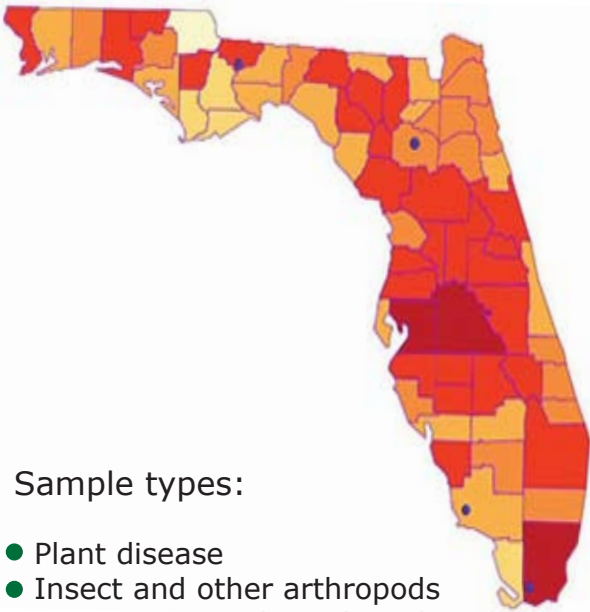 Sample types:
● Plant disease
● Insect and other arthropods